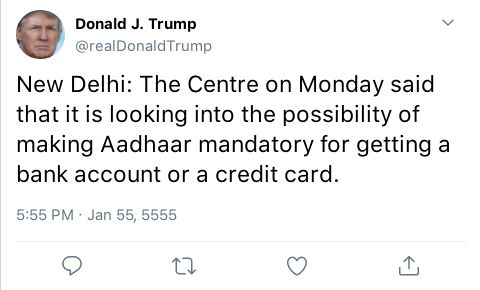 Donald J. Trump
@realDonaldTrump
New Delhi: The Centre on Monday said
that it is looking into the possibility of
making Aadhaar mandatory for getting a
bank account or a credit card.
5:55 PM · Jan 55, 5555